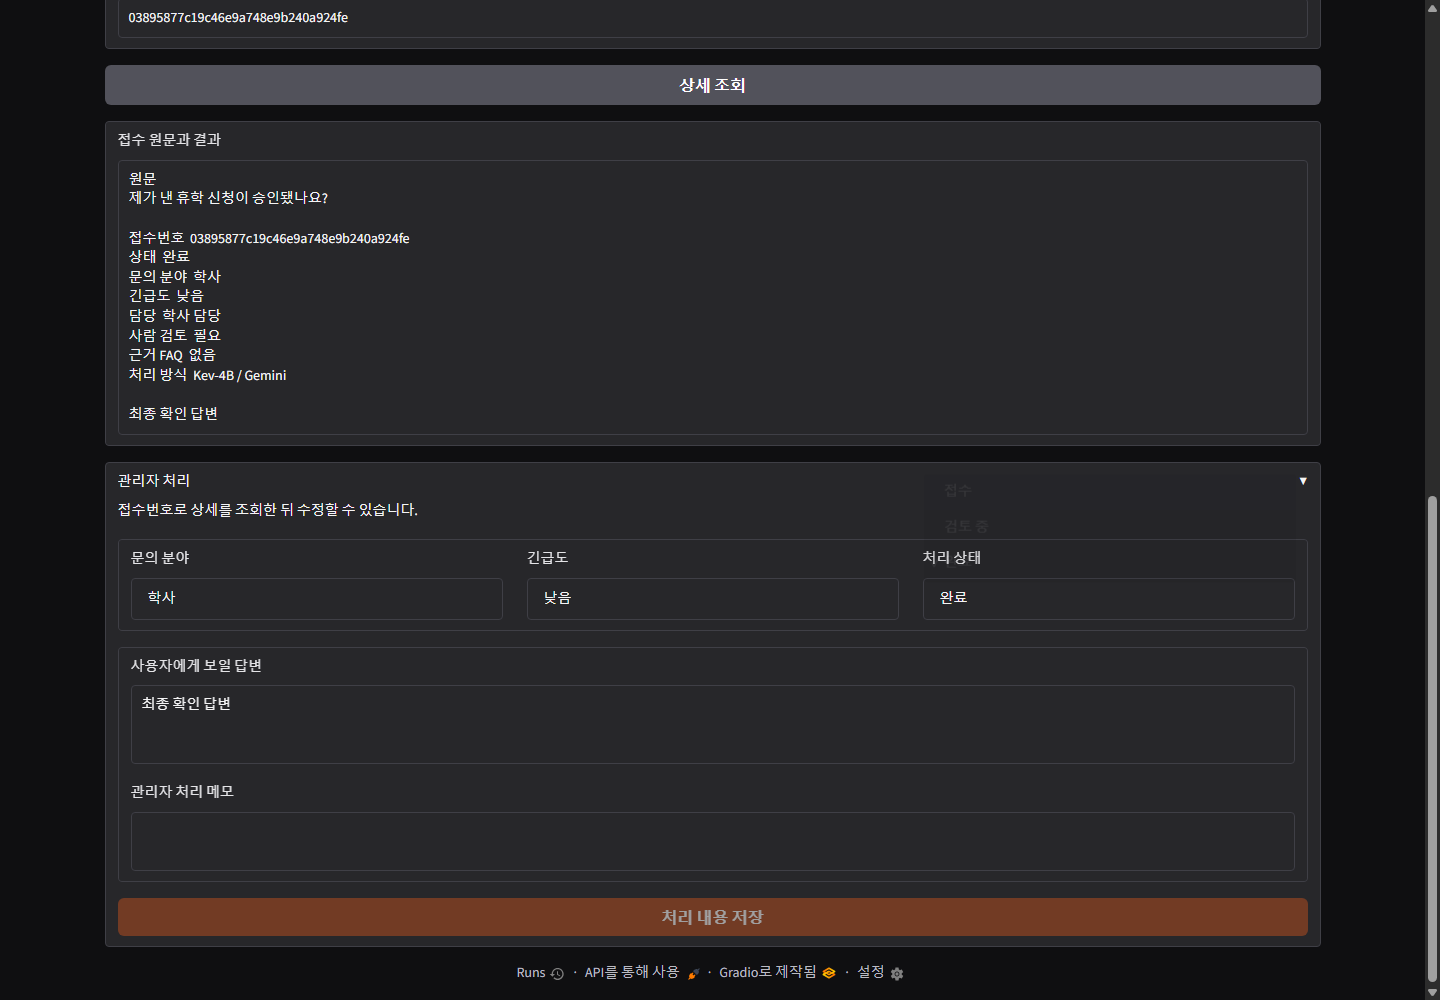 03895877c19c46e9a748e9b240a924fe
상세 조회
접수 원문과 결과
원문
제가 낸 휴학 신청이 승인됐나요?
접수번호 03895877c19c46e9a748e9b240a924fe
상태 완료
문의 분야 학사
긴급도 낮음
담당 학사 담당
사람 검토 필요
근거 FAQ 없음
처리 방식 Kev-4B / Gemini
최종 확인 답변
관리자 처리 ▼
접수번호로 상세를 조회한 뒤 수정할 수 있습니다.
접수
검토 중
문의 분야 긴급도 처리 상태
학사 낮음 완료
사용자에게 보일 답변
최종 확인 답변
관리자 처리 메모
처리 내용 저장
Runs · API를 통해 사용 · Gradio로 제작됨 · 설정